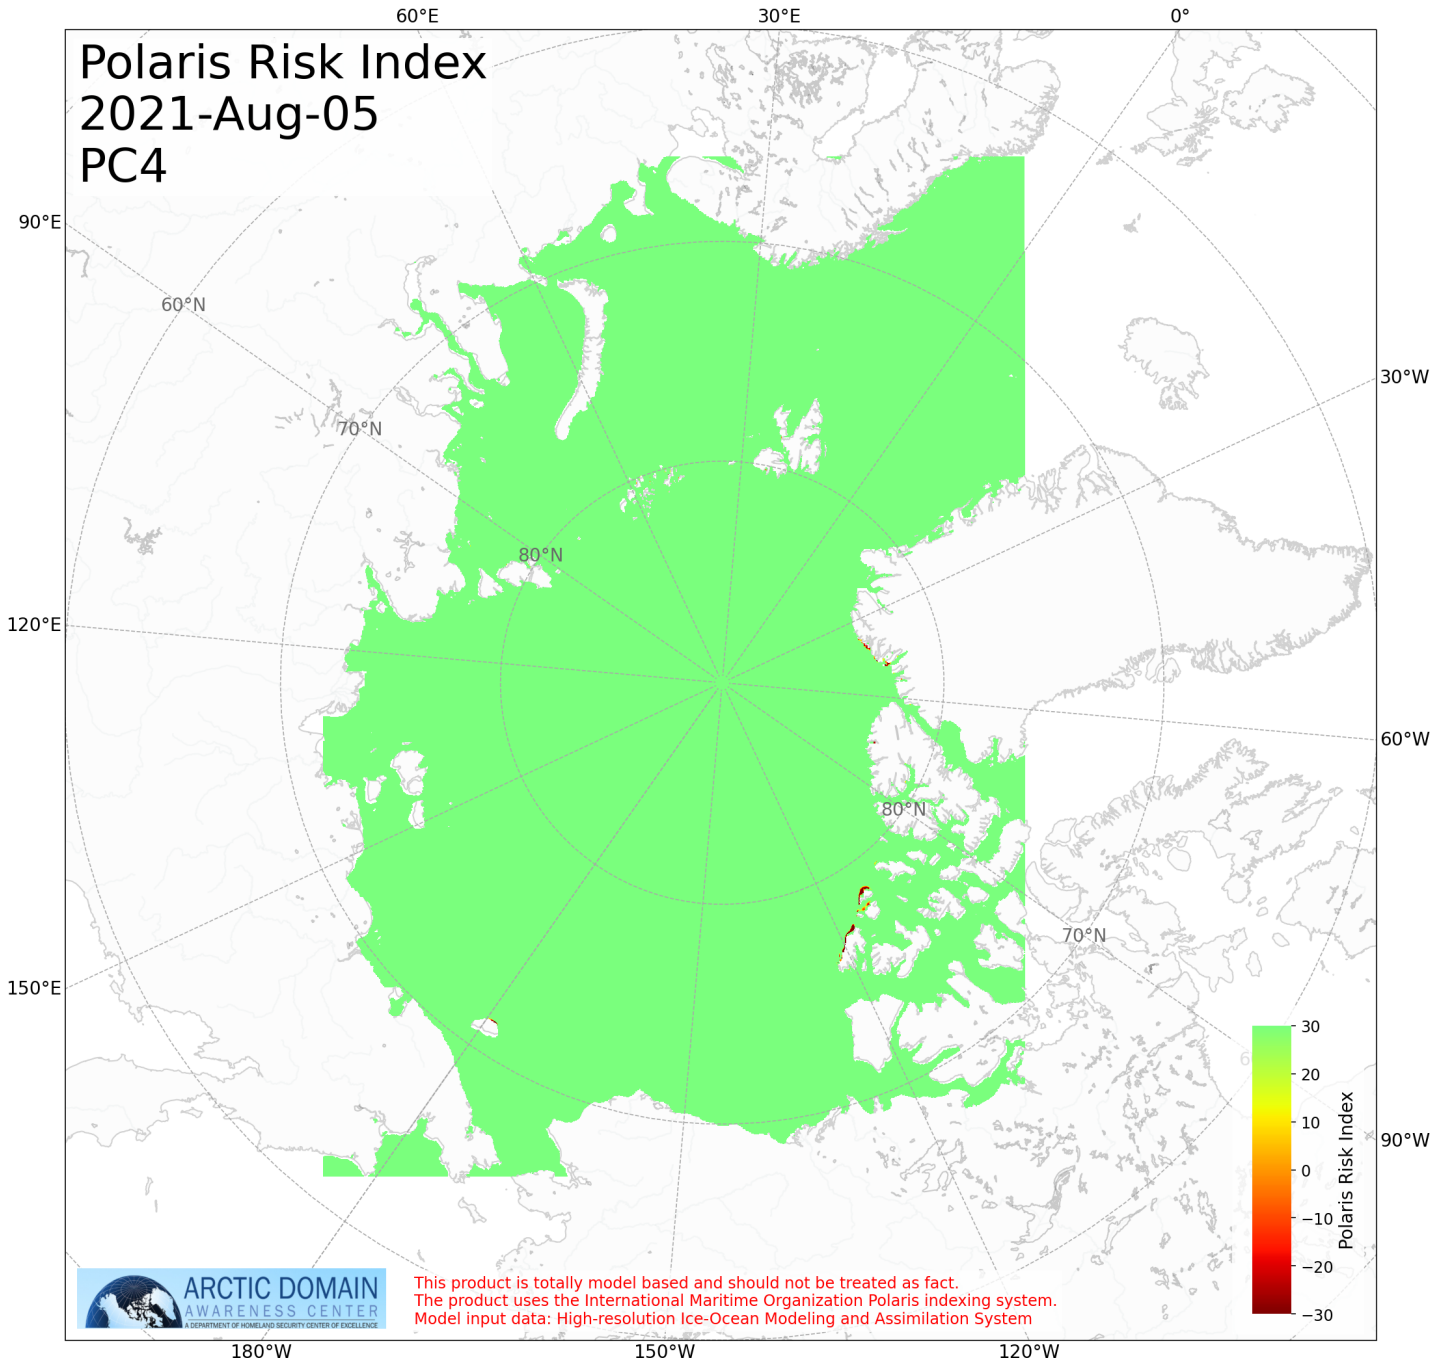 60°E 30°E 0°
Polaris Risk Index
2021-Aug-05
PC4
90°E
60°N
30°W
70°N
80°N
120°E
60°W
80°N
70°N
150°E
30
20
10
0
−10
−20
−30
Polaris Risk Index
90°W
ARCTIC DOMAIN
AWARENESS CENTER
A DEPARTMENT OF HOMELAND SECURITY CENTER OF EXCELLENCE
This product is totally model based and should not be treated as fact.
The product uses the International Maritime Organization Polaris indexing system.
Model input data: High-resolution Ice-Ocean Modeling and Assimilation System
180°W 150°W 120°W